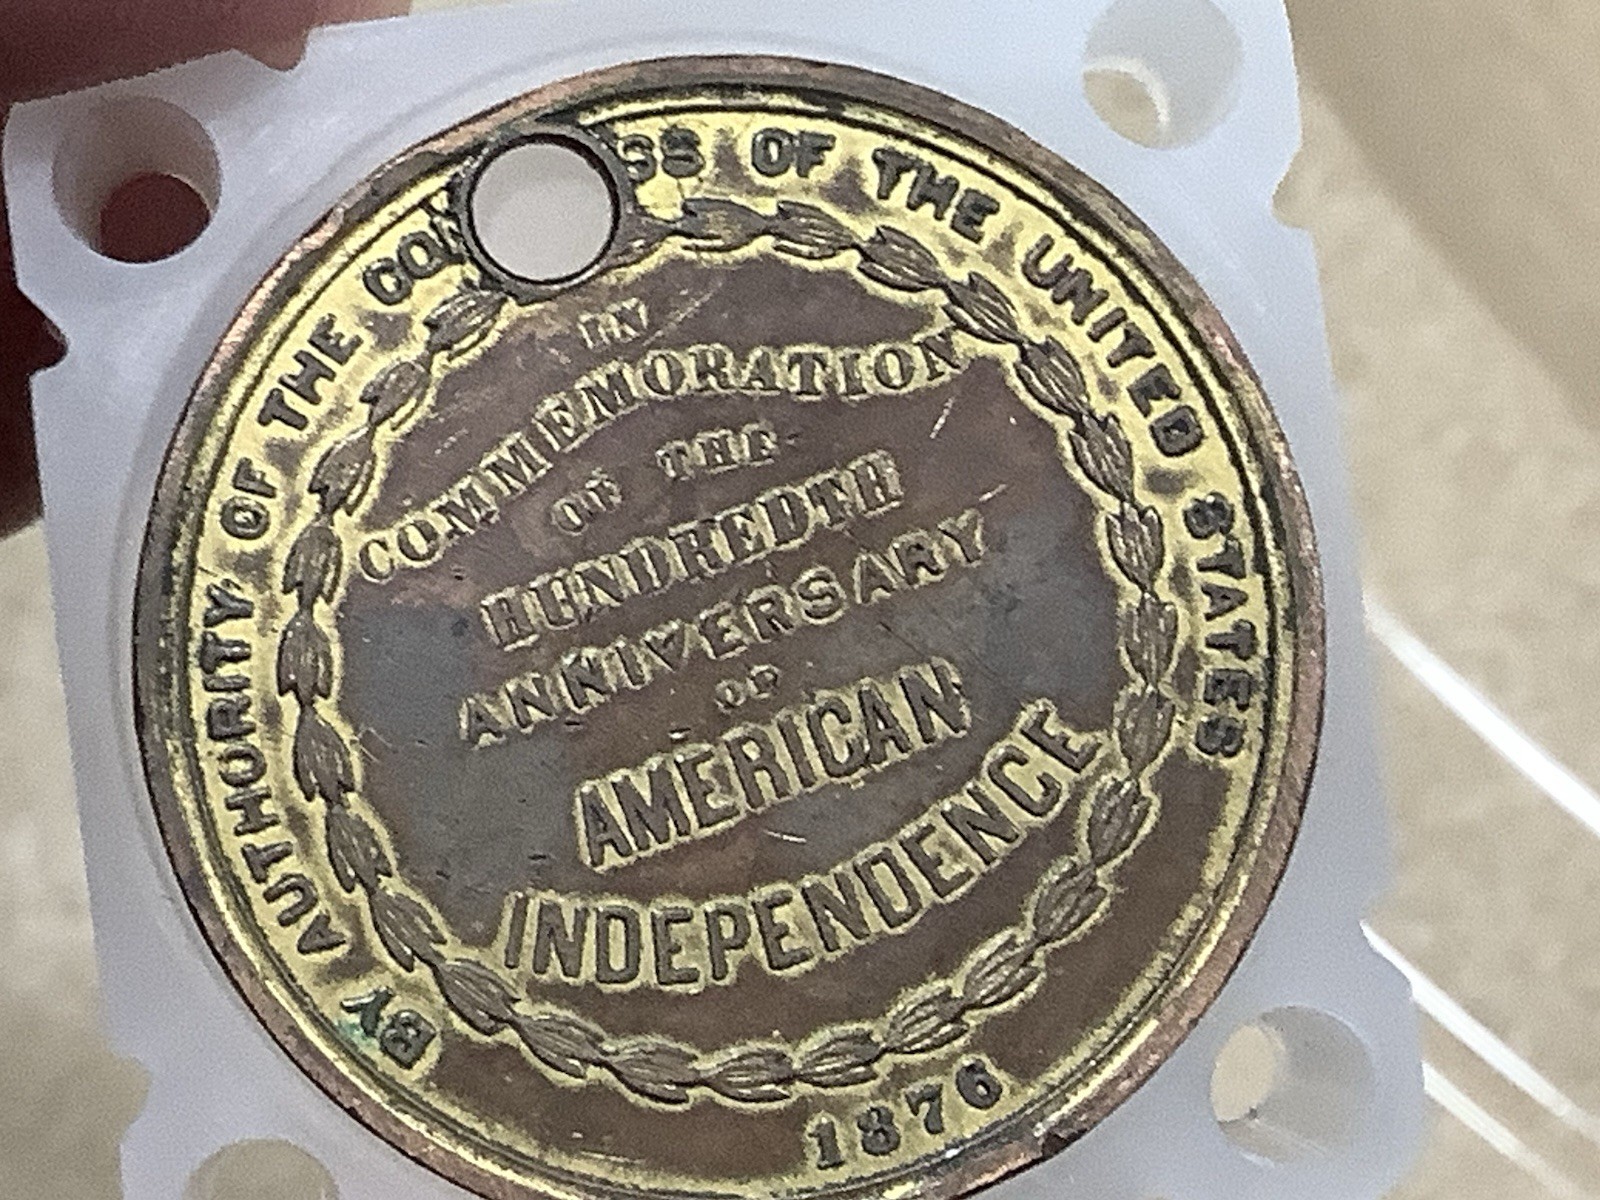 BY AUTHORITY OF THE CO SS OF THE UNITED STATES
IN
COMMEMORATION
OF THE
HUNDREDTH
ANNIVERSARY
OF
AMERICAN
INDEPENDENCE
1876